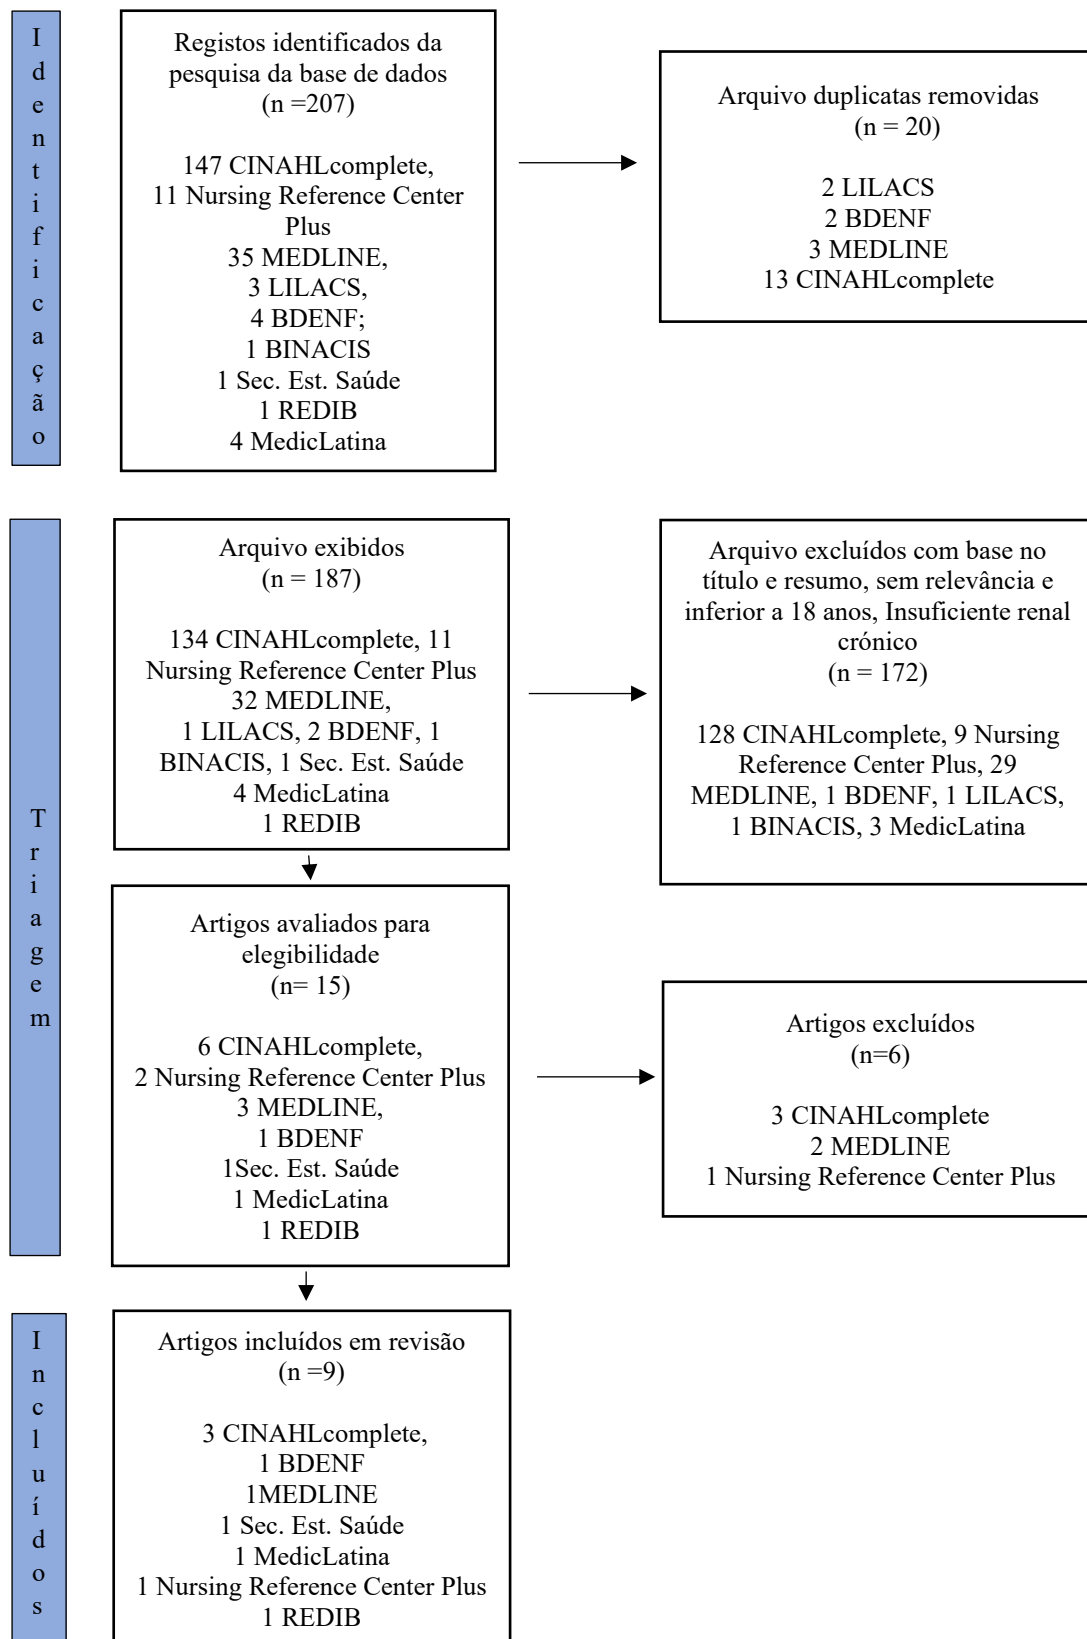 Identificação
Registos identificados da
pesquisa da base de dados
(n =207)
147 CINAHLcomplete,
11 Nursing Reference Center
Plus
35 MEDLINE,
3 LILACS,
4 BDENF;
1 BINACIS
1 Sec. Est. Saúde
1 REDIB
4 MedicLatina
Arquivo duplicatas removidas
(n = 20)
2 LILACS
2 BDENF
3 MEDLINE
13 CINAHLcomplete
Triagem
Arquivo exibidos
(n = 187)
134 CINAHLcomplete, 11
Nursing Reference Center Plus
32 MEDLINE,
1 LILACS, 2 BDENF, 1
BINACIS, 1 Sec. Est. Saúde
4 MedicLatina
1 REDIB
Arquivo excluídos com base no
título e resumo, sem relevância e
inferior a 18 anos, Insuficiente renal
crónico
(n = 172)
128 CINAHLcomplete, 9 Nursing
Reference Center Plus, 29
MEDLINE, 1 BDENF, 1 LILACS,
1 BINACIS, 3 MedicLatina
Artigos avaliados para
elegibilidade
(n= 15)
6 CINAHLcomplete,
2 Nursing Reference Center Plus
3 MEDLINE,
1 BDENF
1Sec. Est. Saúde
1 MedicLatina
1 REDIB
Artigos excluídos
(n=6)
3 CINAHLcomplete
2 MEDLINE
1 Nursing Reference Center Plus
Incluídos
Artigos incluídos em revisão
(n =9)
3 CINAHLcomplete,
1 BDENF
1MEDLINE
1 Sec. Est. Saúde
1 MedicLatina
1 Nursing Reference Center Plus
1 REDIB